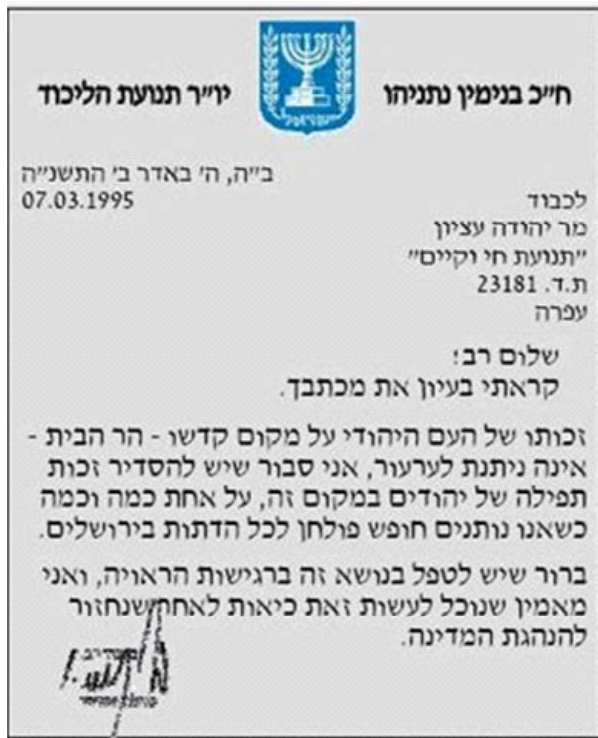 ח״כ בנימין נתניהו
יו״ר תנועת הליכוד
ב״ה, ה׳ באדר ב׳ התשנ״ה
07.03.1995
לכבוד
מר יהודה עציון
״תנועת חי וקיים״
ת.ד. 23181
עפרה
שלום רב!
קראתי בעיון את מכתבך.
זכותו של העם היהודי על מקום קדשו - הר הבית -
אינה ניתנת לערעור, אני סבור שיש להסדיר זכות
תפילה של יהודים במקום זה, על אחת כמה וכמה
כשאנו נותנים חופש פולחן לכל הדתות בירושלים.
ברור שיש לטפל בנושא זה ברגישות הראויה, ואני
מאמין שנוכל לעשות זאת כיאות לאחר שנחזור
להנהגת המדינה.